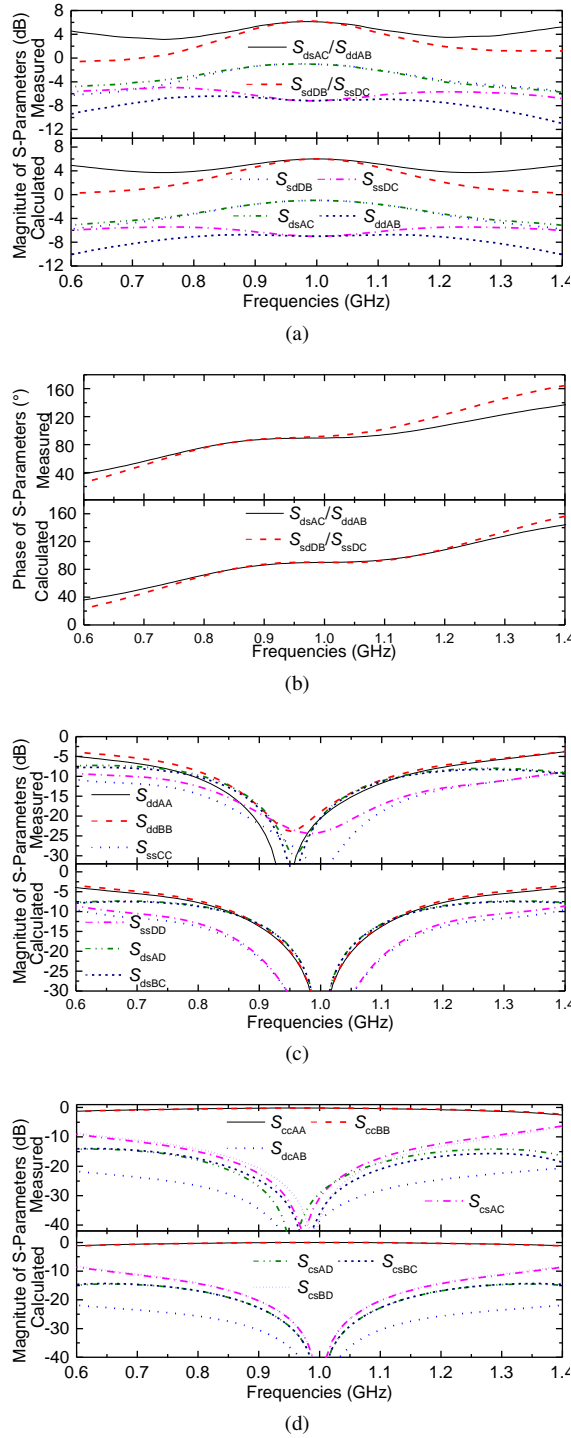 Magnitute of S-Parameters (dB)
Measured
Calculated
8
4
0
-4
-8
-12
S_dsAC/S_ddAB
S_sdDB/S_ssDC
8
4
0
-4
-8
-12
S_sdDB
S_ssDC
S_dsAC
S_ddAB
0.6 0.7 0.8 0.9 1.0 1.1 1.2 1.3 1.4
Frequencies (GHz)
(a)
Phase of S-Parameters (°)
Measured
Calculated
160
120
80
40
160
120
80
40
0
S_dsAC/S_ddAB
S_sdDB/S_ssDC
0.6 0.7 0.8 0.9 1.0 1.1 1.2 1.3 1.4
Frequencies (GHz)
(b)
Magnitute of S-Parameters (dB)
Measured
Calculated
0
-5
-10
-15
-20
-25
-30
S_ddAA
S_ddBB
S_ssCC
0
-5
-10
-15
-20
-25
-30
S_ssDD
S_dsAD
S_dsBC
0.6 0.7 0.8 0.9 1.0 1.1 1.2 1.3 1.4
Frequencies (GHz)
(c)
Magnitute of S-Parameters (dB)
Measured
Calculated
0
-10
-20
-30
-40
S_ccAA
S_ccBB
S_dcAB
S_csAC
0
-10
-20
-30
-40
S_csAD
S_csBC
S_csBD
0.6 0.7 0.8 0.9 1.0 1.1 1.2 1.3 1.4
Frequencies (GHz)
(d)